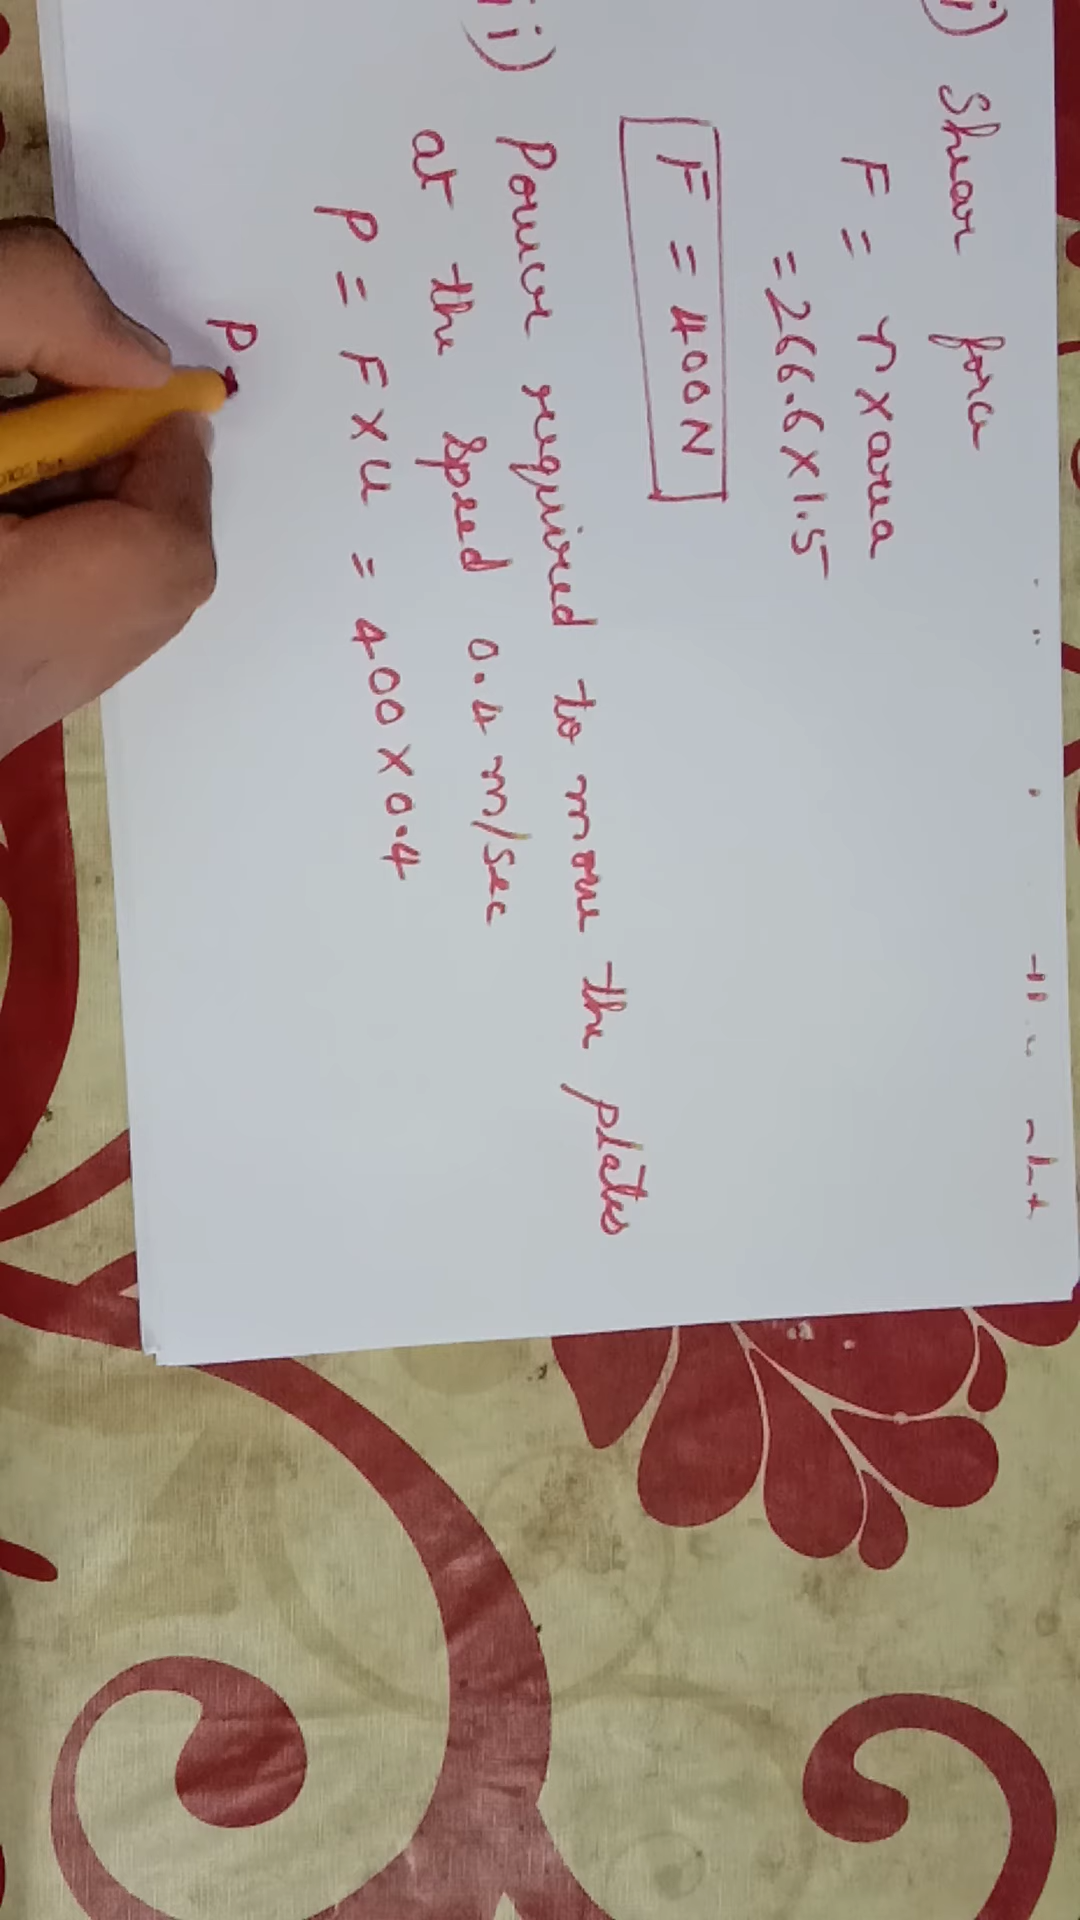 i) Shear force
F = τ x area
= 266.6 x 1.5
F = 400 N
ii) Power required to move the plates
at the speed 0.4 m/sec
P = F x u = 400 x 0.4
P =